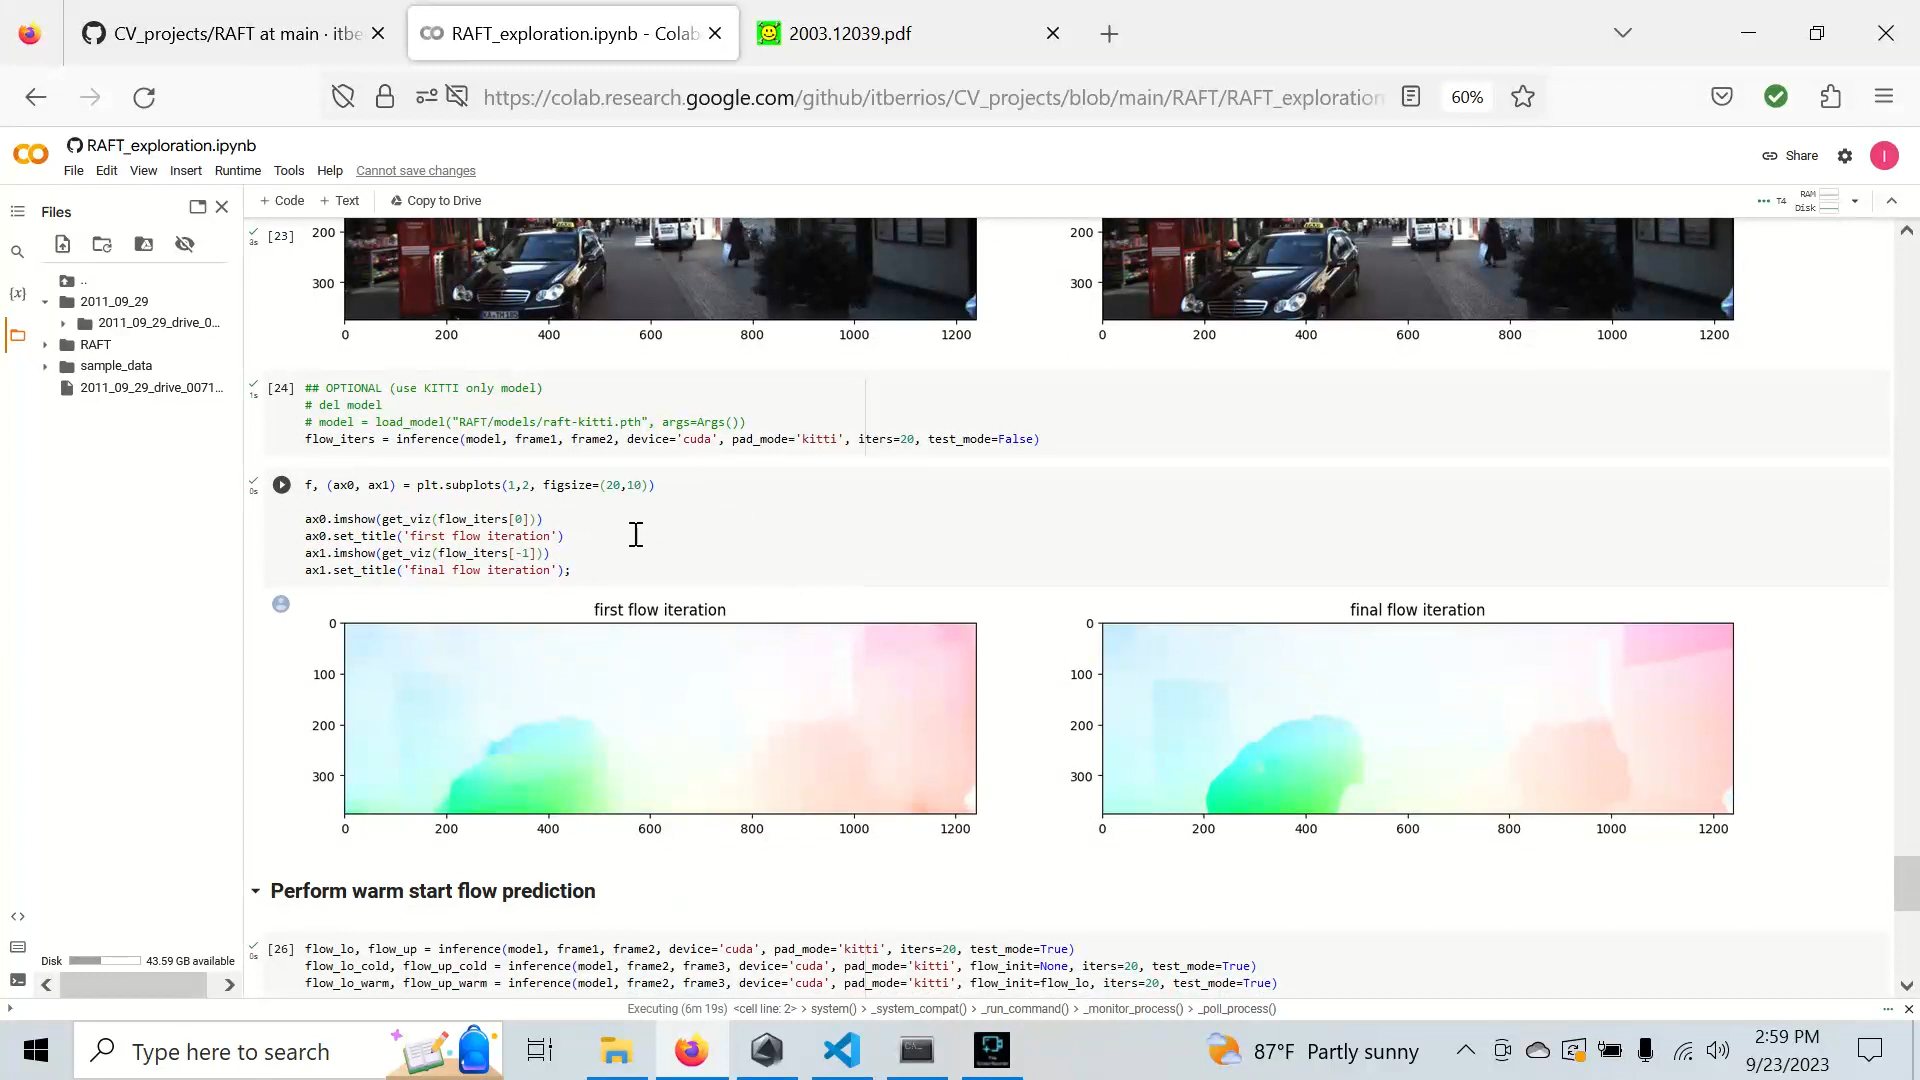 CV_projects/RAFT at main · itbe
RAFT_exploration.ipynb - Colab
2003.12039.pdf
https://colab.research.google.com/github/itberrios/CV_projects/blob/main/RAFT/RAFT_exploration
60%
RAFT_exploration.ipynb
Share
I
File Edit View Insert Runtime Tools Help Cannot save changes
Files
+ Code + Text Copy to Drive
T4 RAM Disk
..
2011_09_29
2011_09_29_drive_0...
RAFT
sample_data
2011_09_29_drive_0071...
{x}
3s [23]
200 200
TAXI
KA·TH 185
300 300
0 200 400 600 800 1000 1200
0 200 400 600 800 1000 1200
1s [24] ## OPTIONAL (use KITTI only model)
# del model
# model = load_model("RAFT/models/raft-kitti.pth", args=Args())
flow_iters = inference(model, frame1, frame2, device='cuda', pad_mode='kitti', iters=20, test_mode=False)
0s f, (ax0, ax1) = plt.subplots(1,2, figsize=(20,10))
ax0.imshow(get_viz(flow_iters[0]))
ax0.set_title('first flow iteration')
ax1.imshow(get_viz(flow_iters[-1]))
ax1.set_title('final flow iteration');
first flow iteration final flow iteration
0 0
100 100
200 200
300 300
0 200 400 600 800 1000 1200
0 200 400 600 800 1000 1200
Perform warm start flow prediction
0s [26] flow_lo, flow_up = inference(model, frame1, frame2, device='cuda', pad_mode='kitti', iters=20, test_mode=True)
flow_lo_cold, flow_up_cold = inference(model, frame2, frame3, device='cuda', pad_mode='kitti', flow_init=None, iters=20, test_mode=True)
flow_lo_warm, flow_up_warm = inference(model, frame2, frame3, device='cuda', pad_mode='kitti', flow_init=flow_lo, iters=20, test_mode=True)
Disk 43.59 GB available
Executing (6m 19s) <cell line: 2> > system() > _system_compat() > _run_command() > _monitor_process() > _poll_process()
Type here to search
87°F Partly sunny
2:59 PM
9/23/2023